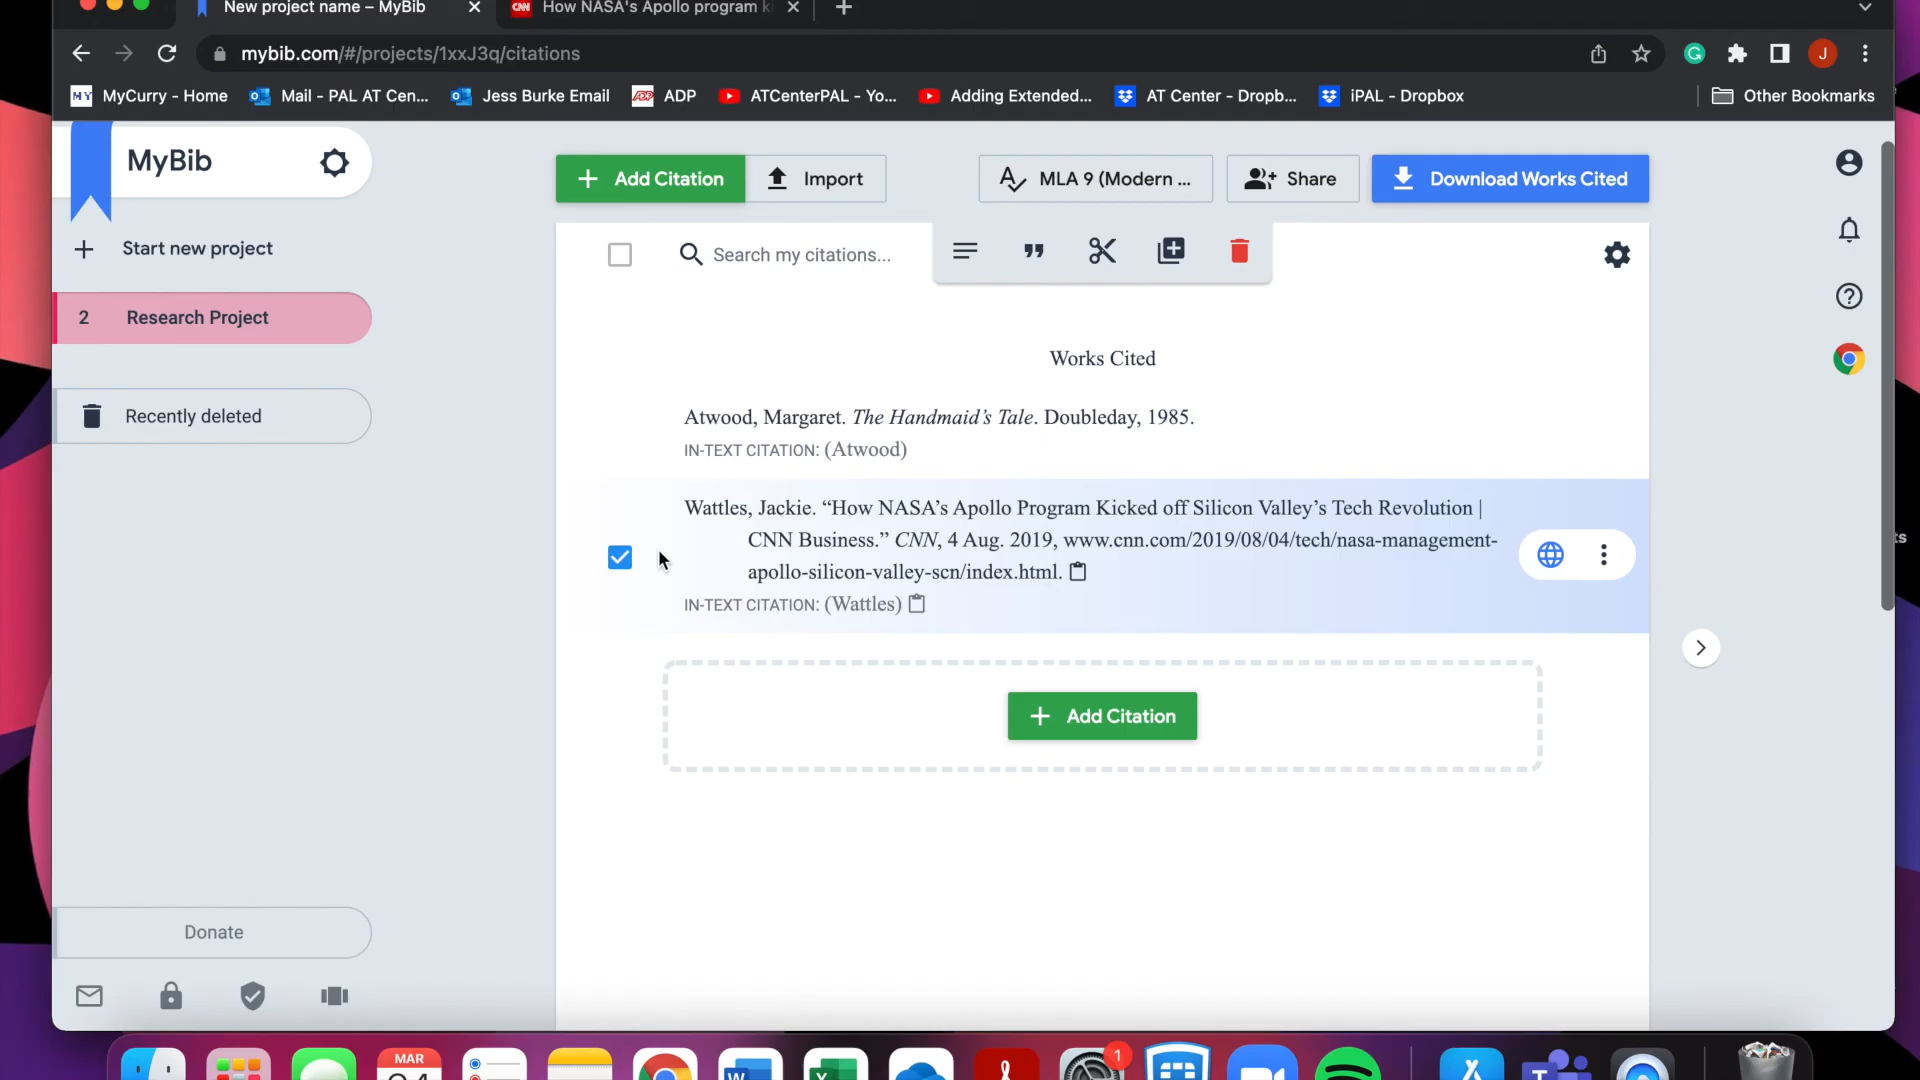 New project name – MyBib
CNN How NASA's Apollo program k
mybib.com/#/projects/1xxJ3q/citations
J
MY MyCurry - Home
Mail - PAL AT Cen...
Jess Burke Email
ADP ADP
ATCenterPAL - Yo...
Adding Extended...
AT Center - Dropb...
iPAL - Dropbox
Other Bookmarks
MyBib
Add Citation
Import
MLA 9 (Modern ...
Share
Download Works Cited
Start new project
Search my citations...
2 Research Project
Works Cited
Recently deleted
Atwood, Margaret. The Handmaid’s Tale. Doubleday, 1985.
IN-TEXT CITATION: (Atwood)
Wattles, Jackie. “How NASA’s Apollo Program Kicked off Silicon Valley’s Tech Revolution |
CNN Business.” CNN, 4 Aug. 2019, www.cnn.com/2019/08/04/tech/nasa-management-
apollo-silicon-valley-scn/index.html.
IN-TEXT CITATION: (Wattles)
ts
Add Citation
Donate
MAR
1
W
X
T